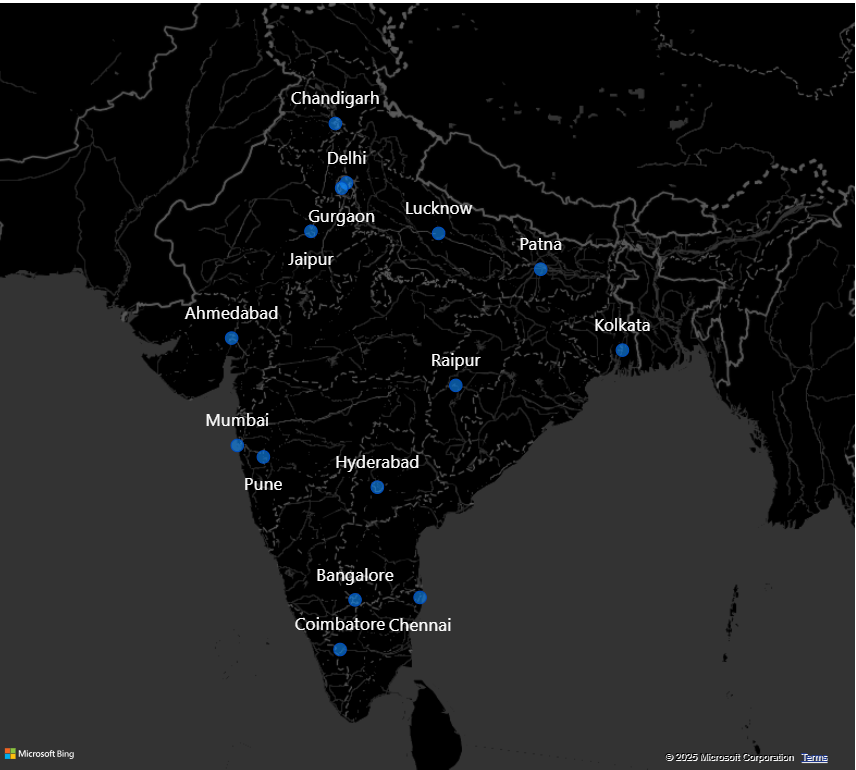 Chandigarh
Delhi
Lucknow
Gurgaon
Patna
Jaipur
Ahmedabad
Kolkata
Raipur
Mumbai
Hyderabad
Pune
Bangalore
Coimbatore Chennai
Microsoft Bing
© 2025 Microsoft Corporation Terms